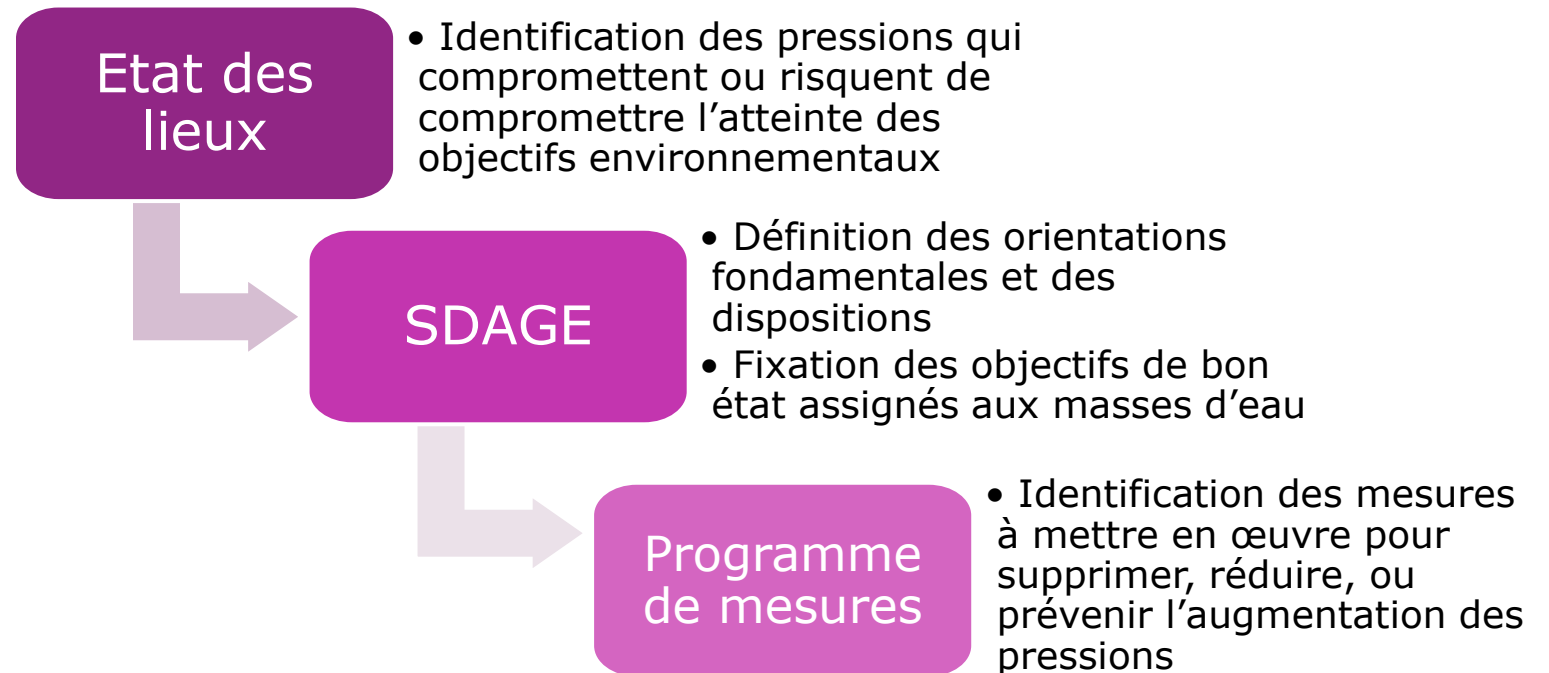 Etat des
lieux
• Identification des pressions qui
compromettent ou risquent de
compromettre l’atteinte des
objectifs environnementaux
SDAGE
• Définition des orientations
fondamentales et des
dispositions
• Fixation des objectifs de bon
état assignés aux masses d’eau
Programme
de mesures
• Identification des mesures
à mettre en œuvre pour
supprimer, réduire, ou
prévenir l’augmentation des
pressions